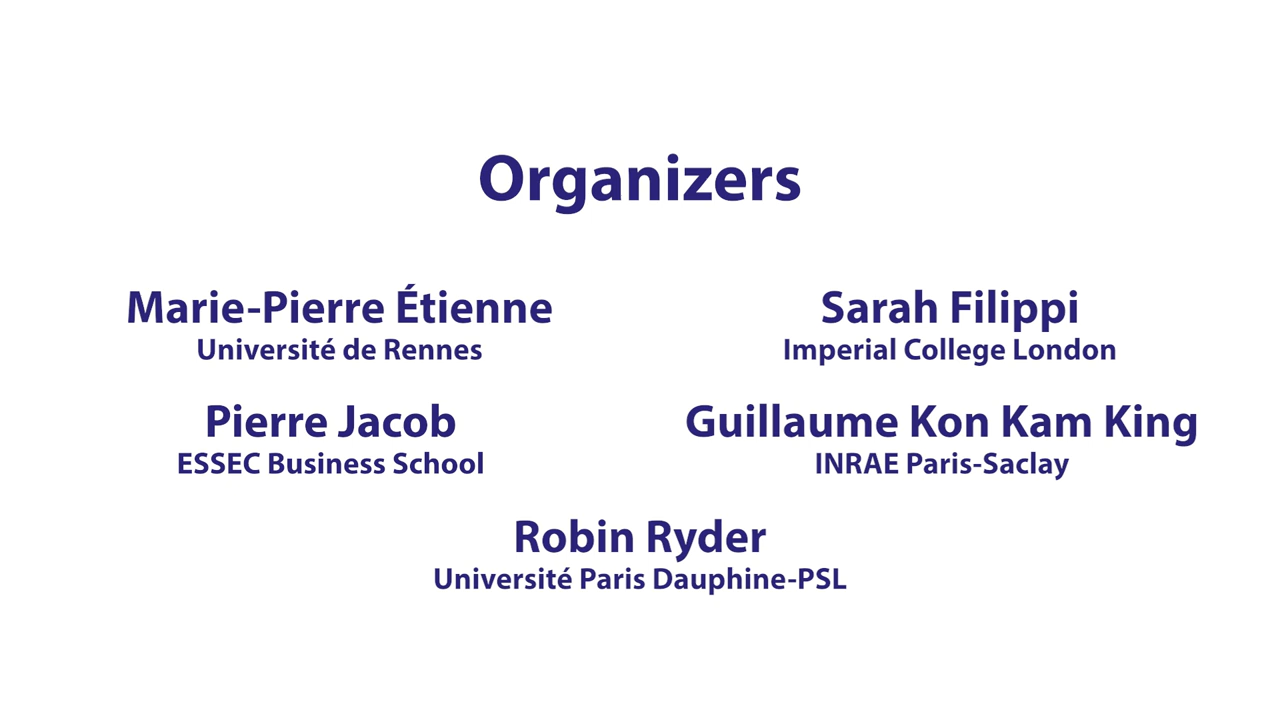 Organizers
Marie-Pierre Étienne
Université de Rennes
Sarah Filippi
Imperial College London
Pierre Jacob
ESSEC Business School
Guillaume Kon Kam King
INRAE Paris-Saclay
Robin Ryder
Université Paris Dauphine-PSL